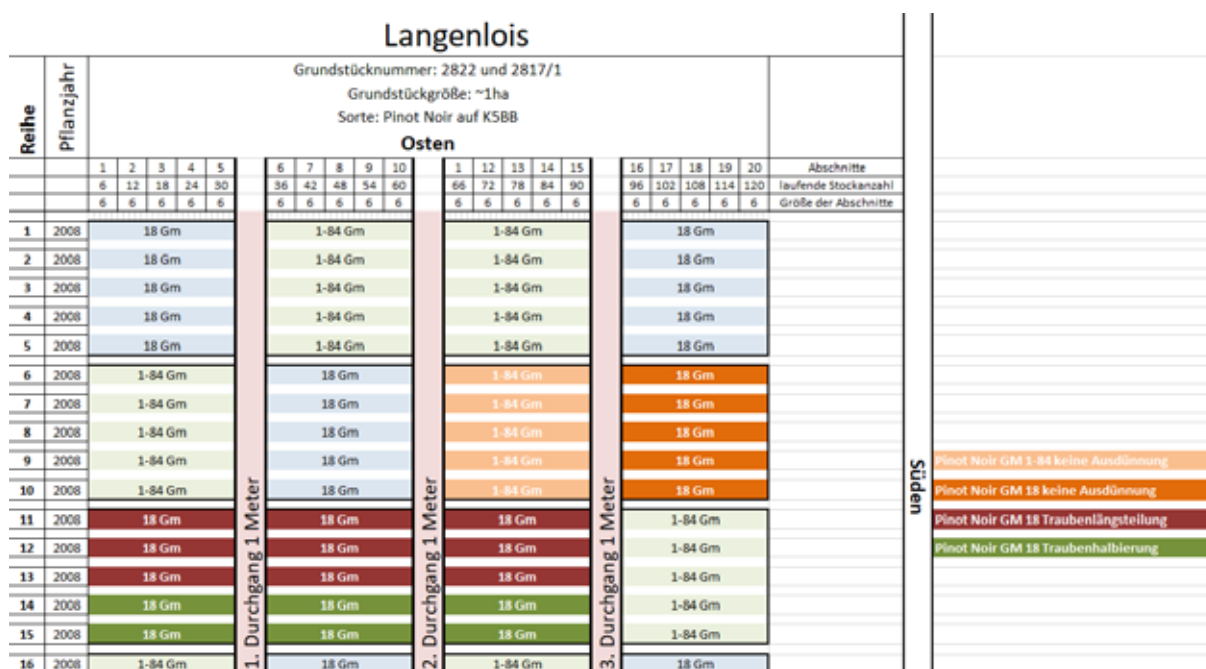 Langenlois
Reihe
Pflanzjahr
Grundstücknummer: 2822 und 2817/1
Grundstückgröße: ~1ha
Sorte: Pinot Noir auf K5BB
Osten
1 2 3 4 5 6 7 8 9 10 1 12 13 14 15 16 17 18 19 20 Abschnitte
6 12 18 24 30 36 42 48 54 60 66 72 78 84 90 96 102 108 114 120 laufende Stockanzahl
6 6 6 6 6 6 6 6 6 6 6 6 6 6 6 6 6 6 6 6 Größe der Abschnitte
1 2008 18 Gm 1-84 Gm 1-84 Gm 18 Gm
2 2008 18 Gm 1-84 Gm 1-84 Gm 18 Gm
3 2008 18 Gm 1-84 Gm 1-84 Gm 18 Gm
4 2008 18 Gm 1-84 Gm 1-84 Gm 18 Gm
5 2008 18 Gm 1-84 Gm 1-84 Gm 18 Gm
6 2008 1-84 Gm 18 Gm 1-84 Gm 18 Gm
7 2008 1-84 Gm 18 Gm 1-84 Gm 18 Gm
8 2008 1-84 Gm 18 Gm 1-84 Gm 18 Gm
9 2008 1-84 Gm 18 Gm 1-84 Gm 18 Gm Pinot Noir GM 1-84 keine Ausdünnung
10 2008 1-84 Gm 18 Gm 1-84 Gm 18 Gm Pinot Noir GM 18 keine Ausdünnung
11 2008 18 Gm 18 Gm 18 Gm 1-84 Gm Pinot Noir GM 18 Traubenlängsteilung
12 2008 18 Gm 18 Gm 18 Gm 1-84 Gm Pinot Noir GM 18 Traubenhalbierung
13 2008 18 Gm 18 Gm 18 Gm 1-84 Gm
14 2008 18 Gm 18 Gm 18 Gm 1-84 Gm
15 2008 18 Gm 18 Gm 18 Gm 1-84 Gm
16 2008 1-84 Gm 18 Gm 1-84 Gm 18 Gm
1. Durchgang 1 Meter
2. Durchgang 1 Meter
3. Durchgang 1 Meter
Süden